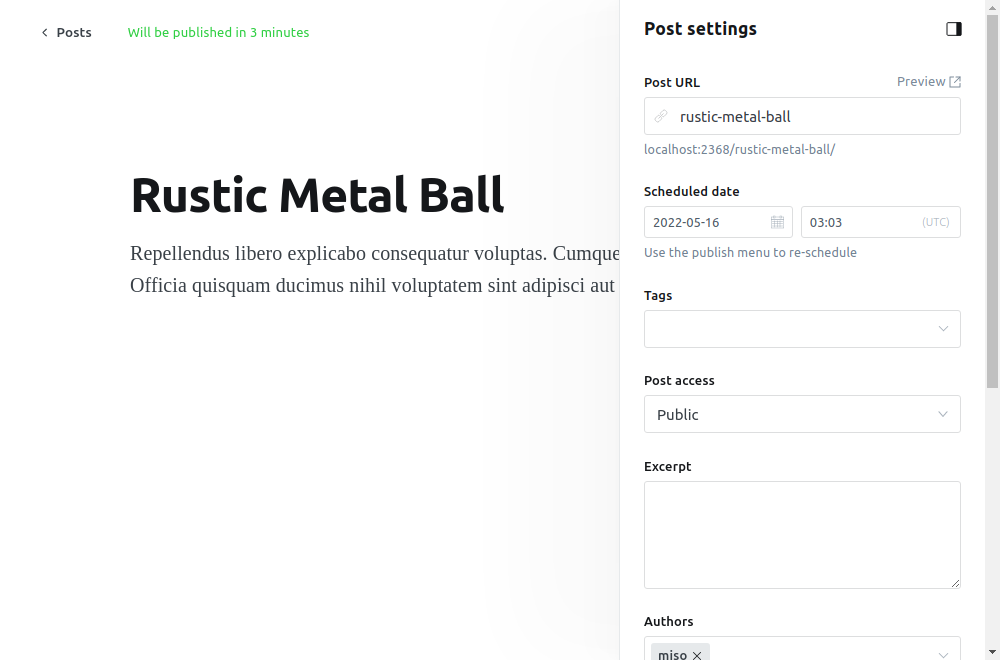 Posts
Will be published in 3 minutes
Rustic Metal Ball
Repellendus libero explicabo consequatur voluptas. Cumque
Officia quisquam ducimus nihil voluptatem sint adipisci aut
Post settings
Post URL
Preview
rustic-metal-ball
localhost:2368/rustic-metal-ball/
Scheduled date
2022-05-16
03:03
(UTC)
Use the publish menu to re-schedule
Tags
Post access
Public
Excerpt
Authors
miso